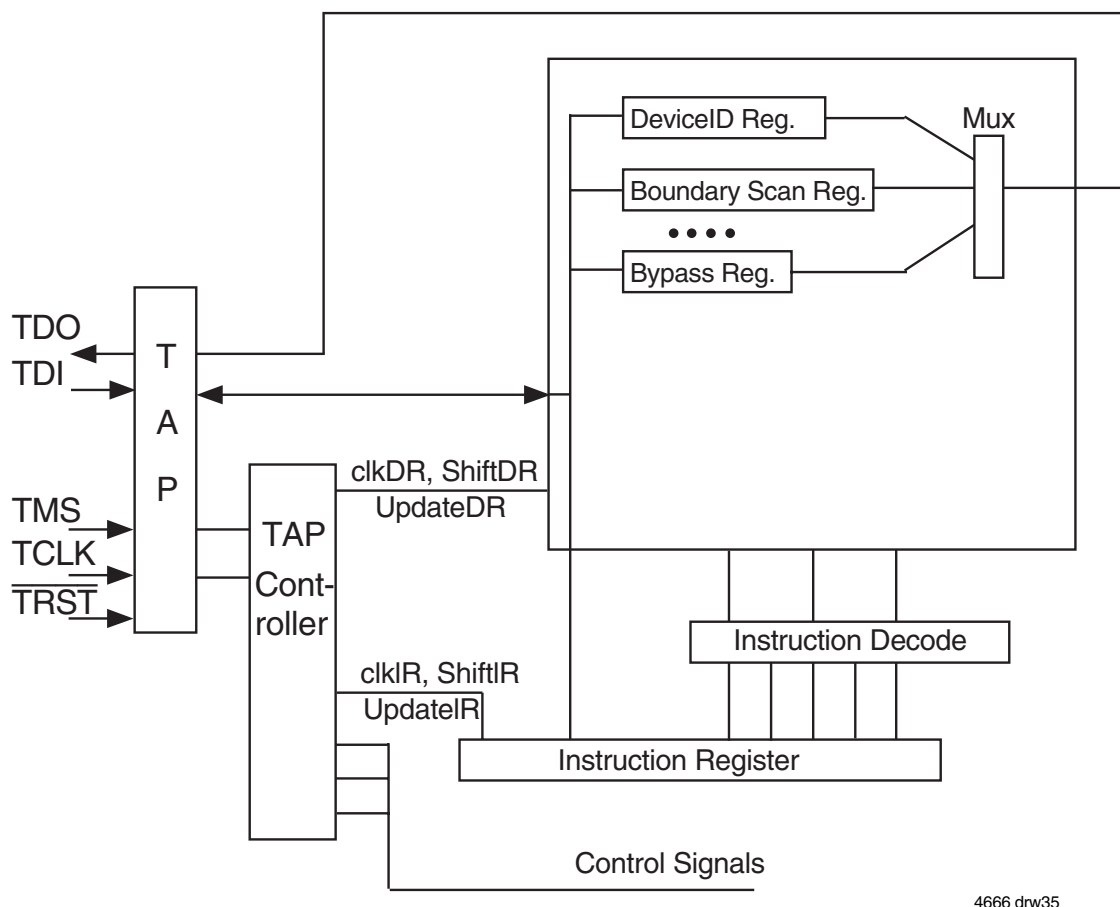 DeviceID Reg.
Mux
Boundary Scan Reg.
Bypass Reg.
TDO
TDI
T
A
P
TMS
TCLK
TRST
clkDR, ShiftDR
UpdateDR
TAP
Cont-
roller
Instruction Decode
clkIR, ShiftIR
UpdateIR
Instruction Register
Control Signals
4666 drw35